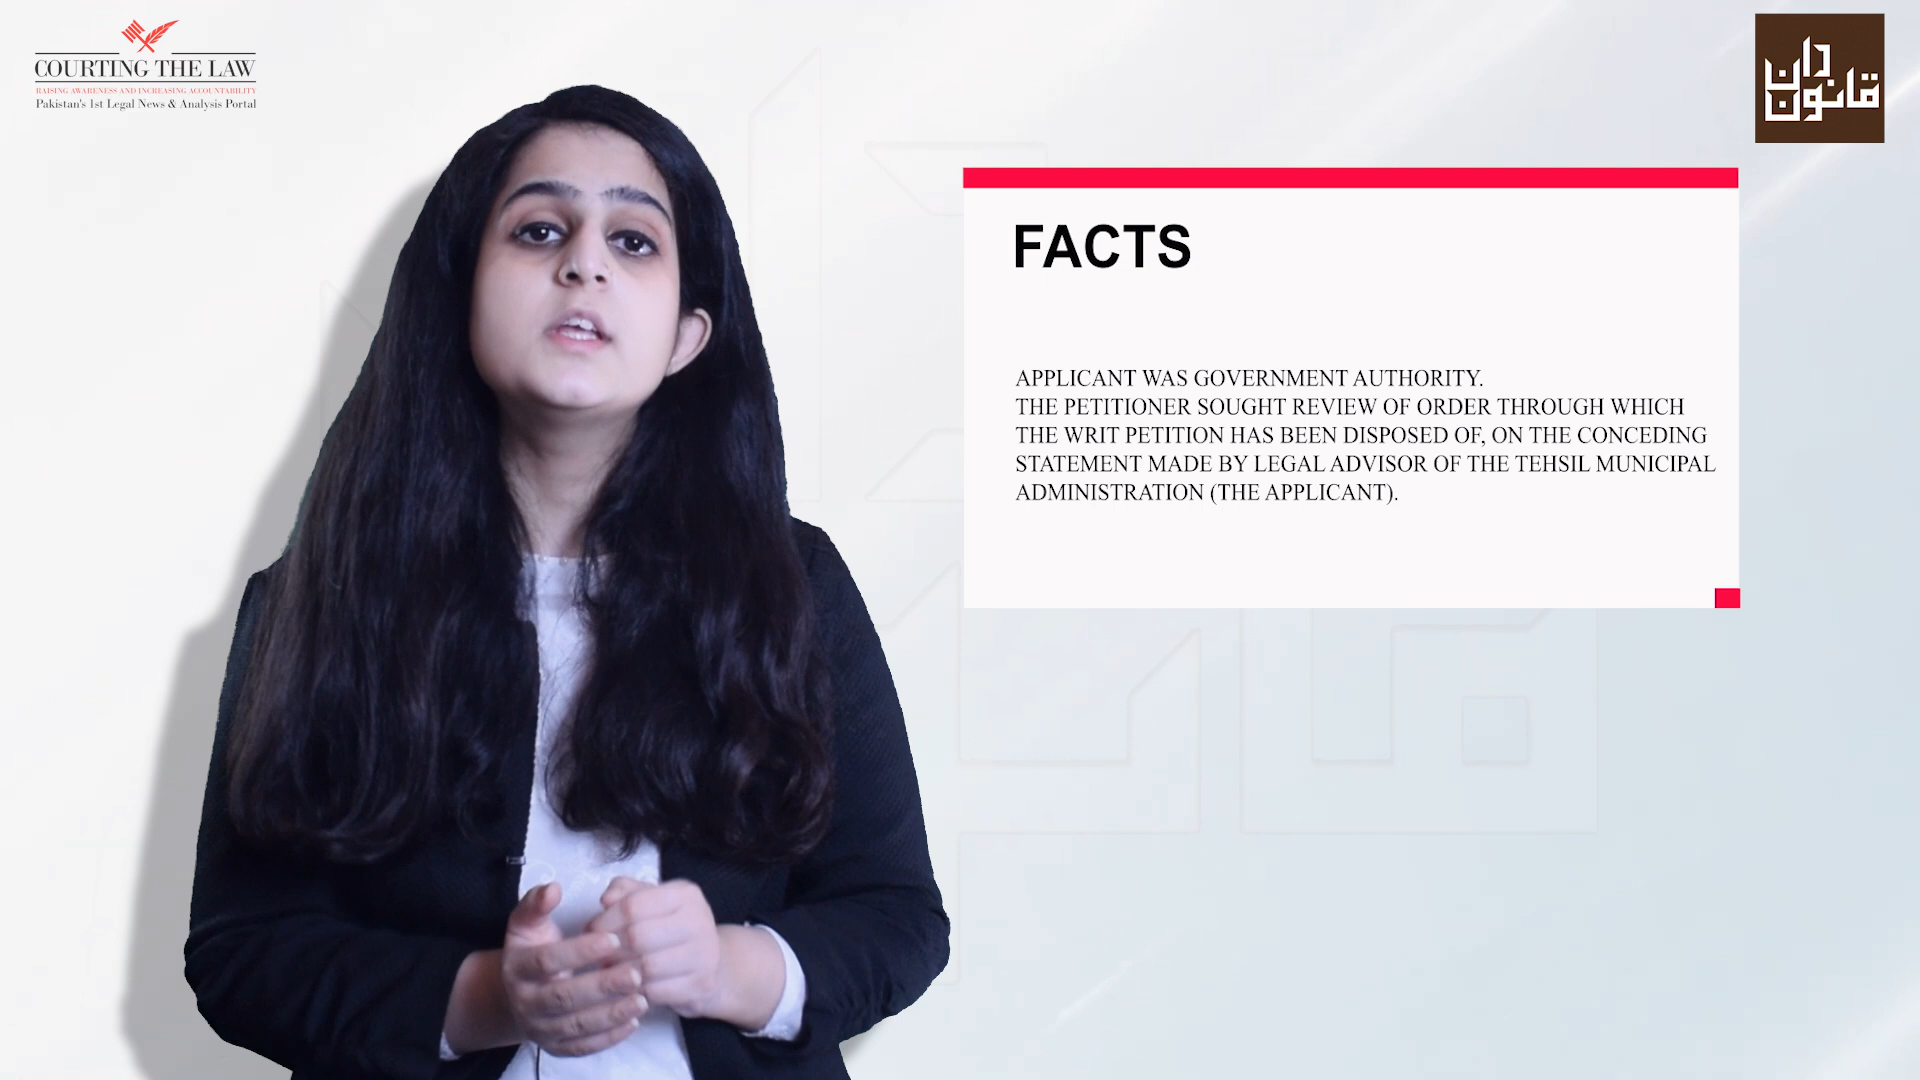 COURTING THE LAW
RAISING AWARENESS AND INCREASING ACCOUNTABILITY
Pakistan's 1st Legal News & Analysis Portal
قانون دان
FACTS
APPLICANT WAS GOVERNMENT AUTHORITY.
THE PETITIONER SOUGHT REVIEW OF ORDER THROUGH WHICH
THE WRIT PETITION HAS BEEN DISPOSED OF, ON THE CONCEDING
STATEMENT MADE BY LEGAL ADVISOR OF THE TEHSIL MUNICIPAL
ADMINISTRATION (THE APPLICANT).